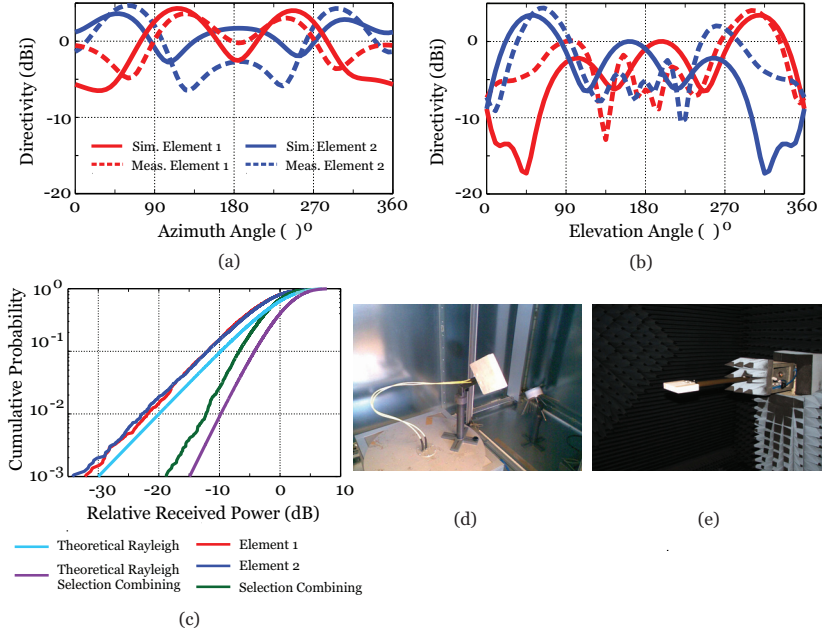 0
-10
-20
Directivity (dBi)
0 90 180 270 360
Azimuth Angle ( )º
Sim. Element 1
Meas. Element 1
Sim. Element 2
Meas. Element 2
(a)
0
-10
-20
Directivity (dBi)
0 90 180 270 360
Elevation Angle ( )º
(b)
10⁰
10⁻¹
10⁻²
10⁻³
Cumulative Probability
-30 -20 -10 0 10
Relative Received Power (dB)
Theoretical Rayleigh
Theoretical Rayleigh
Selection Combining
Element 1
Element 2
Selection Combining
(c)
(d)
(e)